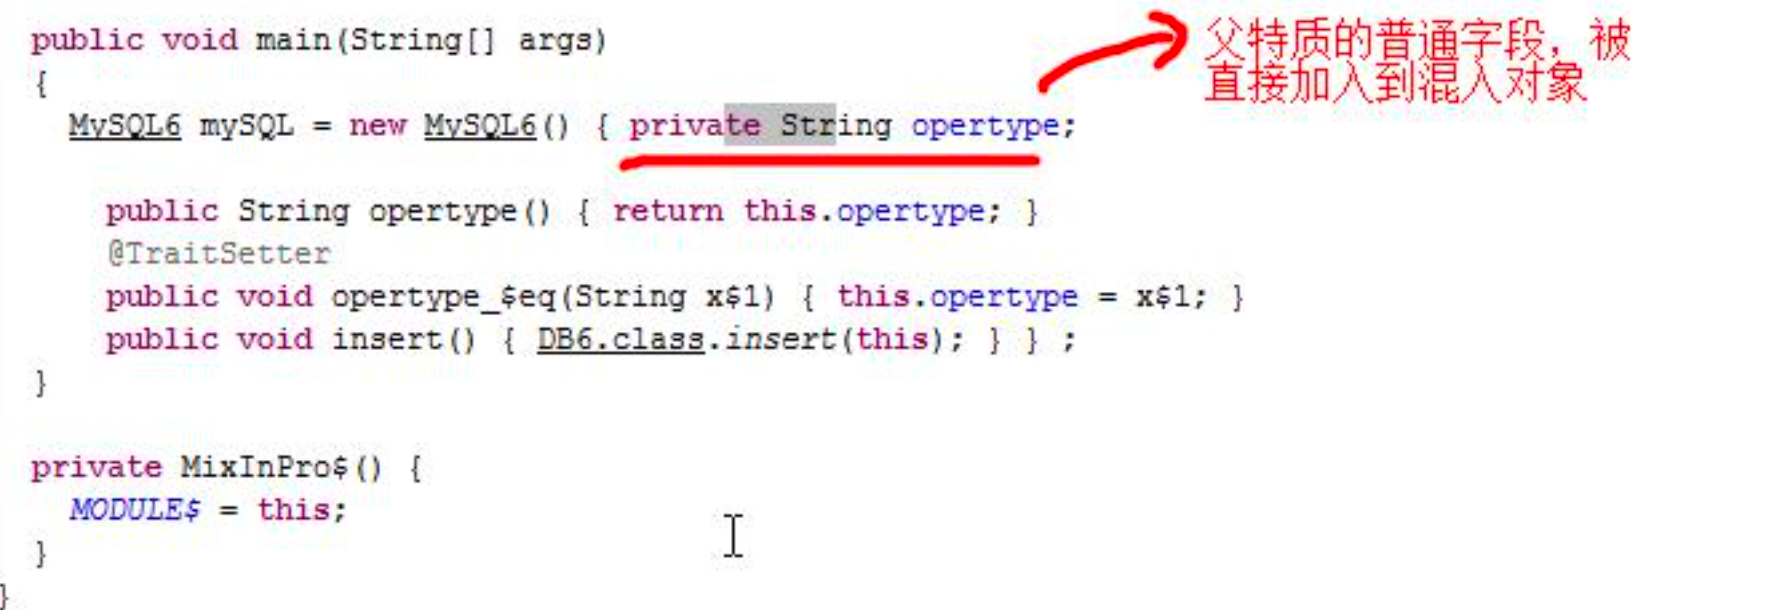 public void main(String[] args)
父特质的普通字段，被
直接加入到混入对象
{
MySQL6 mySQL = new MySQL6() { private String opertype;
public String opertype() { return this.opertype; }
@TraitSetter
public void opertype_$eq(String x$1) { this.opertype = x$1; }
public void insert() { DB6.class.insert(this); } } ;
}
private MixInPro$() {
MODULE$ = this;
}
}